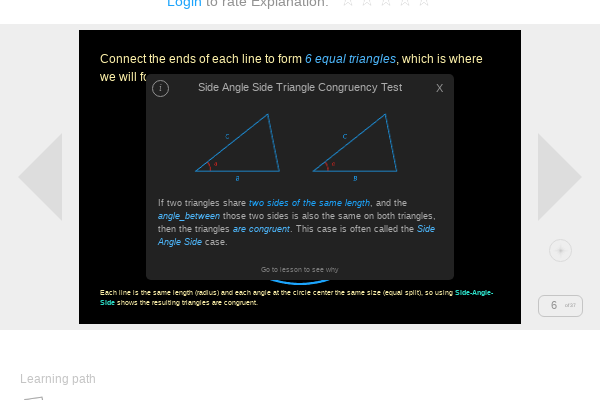 Login to rate Explanation:
Connect the ends of each line to form 6 equal triangles, which is where
we will fo
i
Side Angle Side Triangle Congruency Test
X
C
a
B
C
a
B
If two triangles share two sides of the same length, and the
angle_between those two sides is also the same on both triangles,
then the triangles are congruent. This case is often called the Side
Angle Side case.
Go to lesson to see why
Each line is the same length (radius) and each angle at the circle center the same size (equal split), so using Side-Angle-
Side shows the resulting triangles are congruent.
6 of 37
Learning path